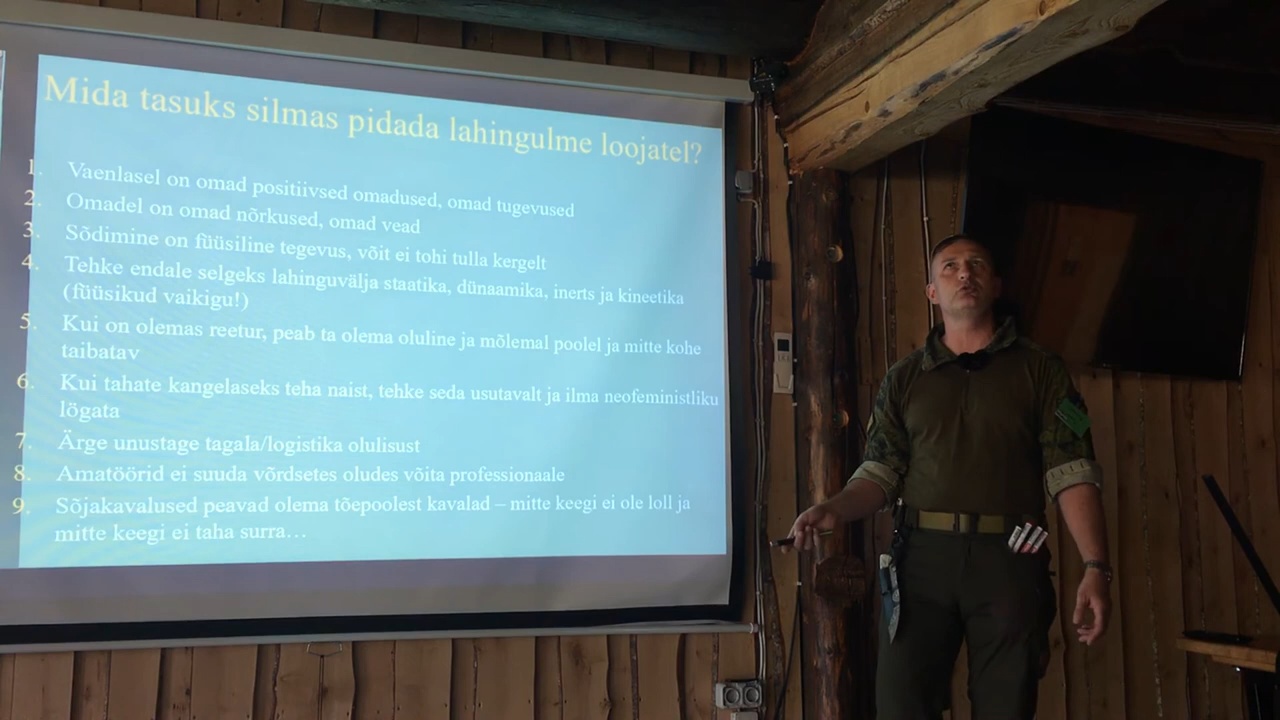 Mida tasuks silmas pidada lahingulme loojatel?
1. Vaenlasel on omad positiivsed omadused, omad tugevused
2. Omadel on omad nõrkused, omad vead
3. Sõdimine on füüsiline tegevus, võit ei tohi tulla kergelt
4. Tehke endale selgeks lahinguvälja staatika, dünaamika, inerts ja kineetika
(füüsikud vaikigu!)
5. Kui on olemas reetur, peab ta olema oluline ja mõlemal poolel ja mitte kohe
taibatav
6. Kui tahate kangelaseks teha naist, tehke seda usutavalt ja ilma neofeministliku
lögata
7. Ärge unustage tagala/logistika olulisust
8. Amatöörid ei suuda võrdsetes oludes võita professionaale
9. Sõjakavalused peavad olema tõepoolest kavalad – mitte keegi ei ole loll ja
mitte keegi ei taha surra…